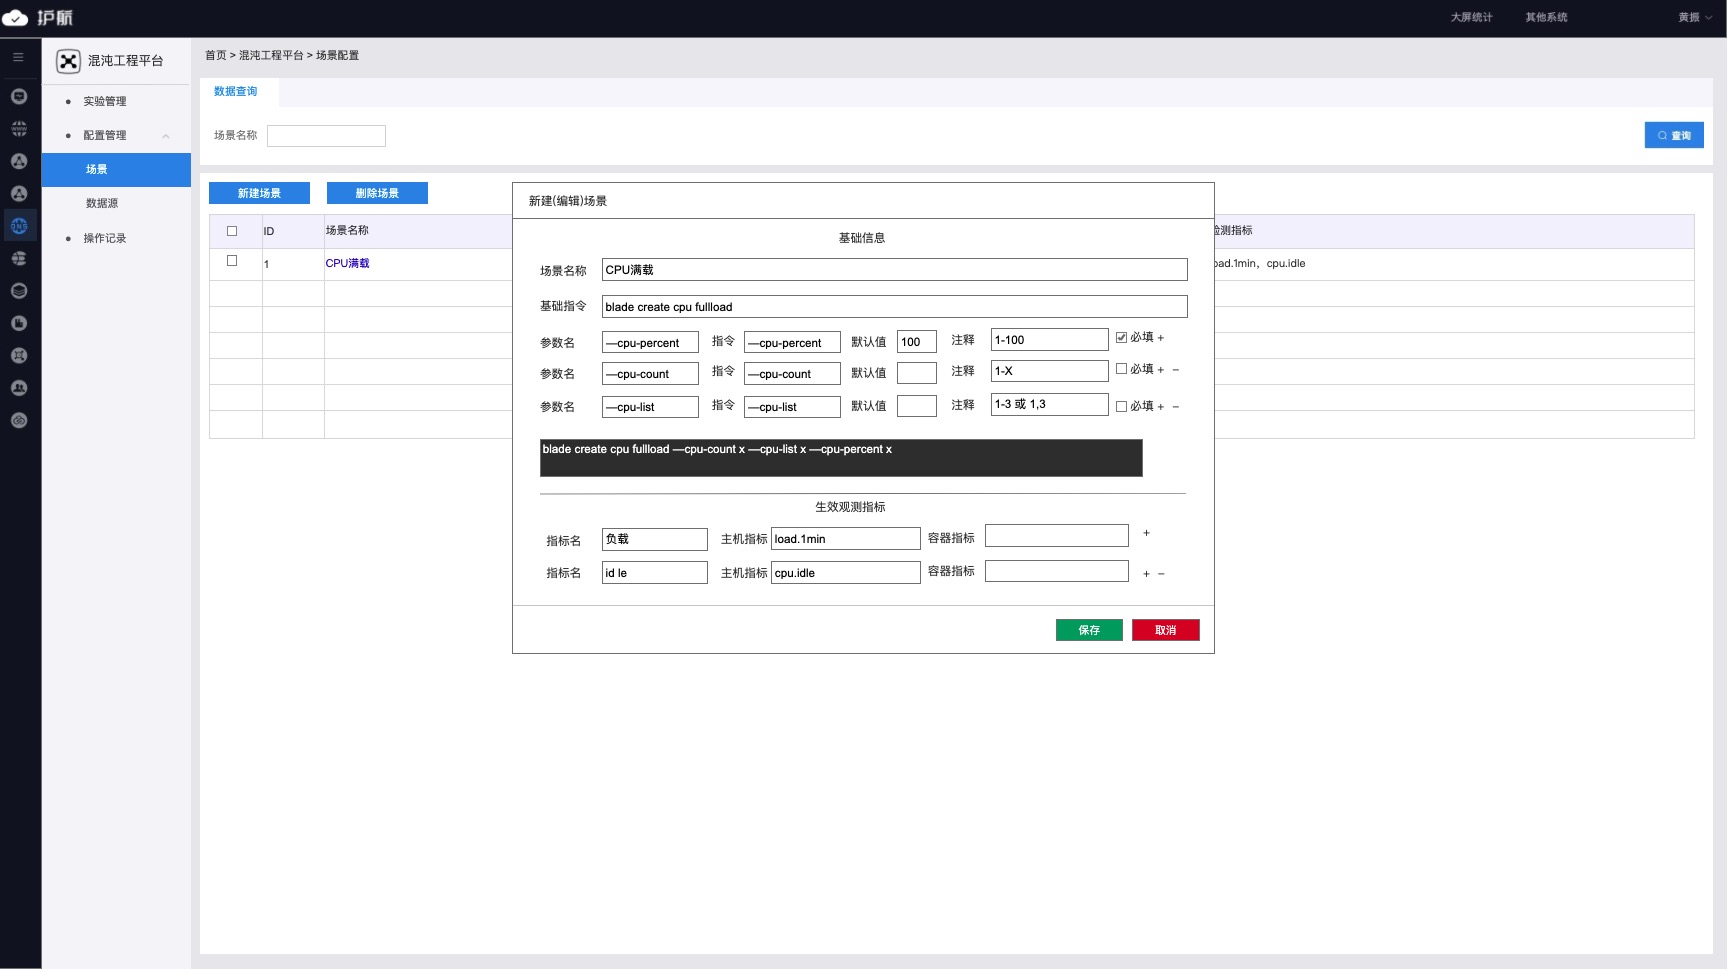 护航
大屏统计 其他系统 黄振
混沌工程平台
首页 > 混沌工程平台 > 场景配置
实验管理
配置管理
场景
数据源
操作记录
WWW
DNS
数据查询
场景名称
查询
新建场景 删除场景
ID 场景名称 测指标
1 CPU满载 oad.1min，cpu.idle
新建(编辑)场景
基础信息
场景名称 CPU满载
基础指令 blade create cpu fullload
参数名 —cpu-percent 指令 —cpu-percent 默认值 100 注释 1-100 必填 +
参数名 —cpu-count 指令 —cpu-count 默认值 注释 1-X 必填 + −
参数名 —cpu-list 指令 —cpu-list 默认值 注释 1-3 或 1,3 必填 + −
blade create cpu fullload —cpu-count x —cpu-list x —cpu-percent x
生效观测指标
指标名 负载 主机指标 load.1min 容器指标 +
指标名 id le 主机指标 cpu.idle 容器指标 + −
保存 取消